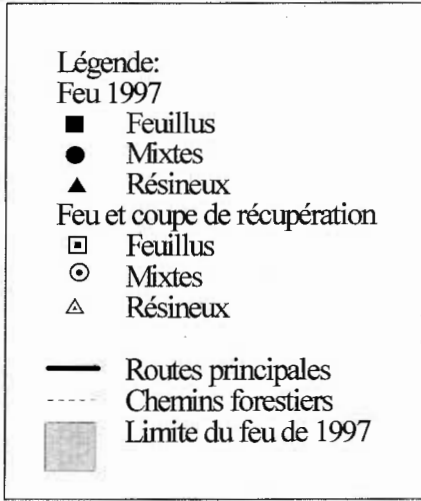 Légende:
Feu 1997
Feuillus
Mixtes
Résineux
Feu et coupe de récupération
Feuillus
Mixtes
Résineux
Routes principales
Chemins forestiers
Limite du feu de 1997